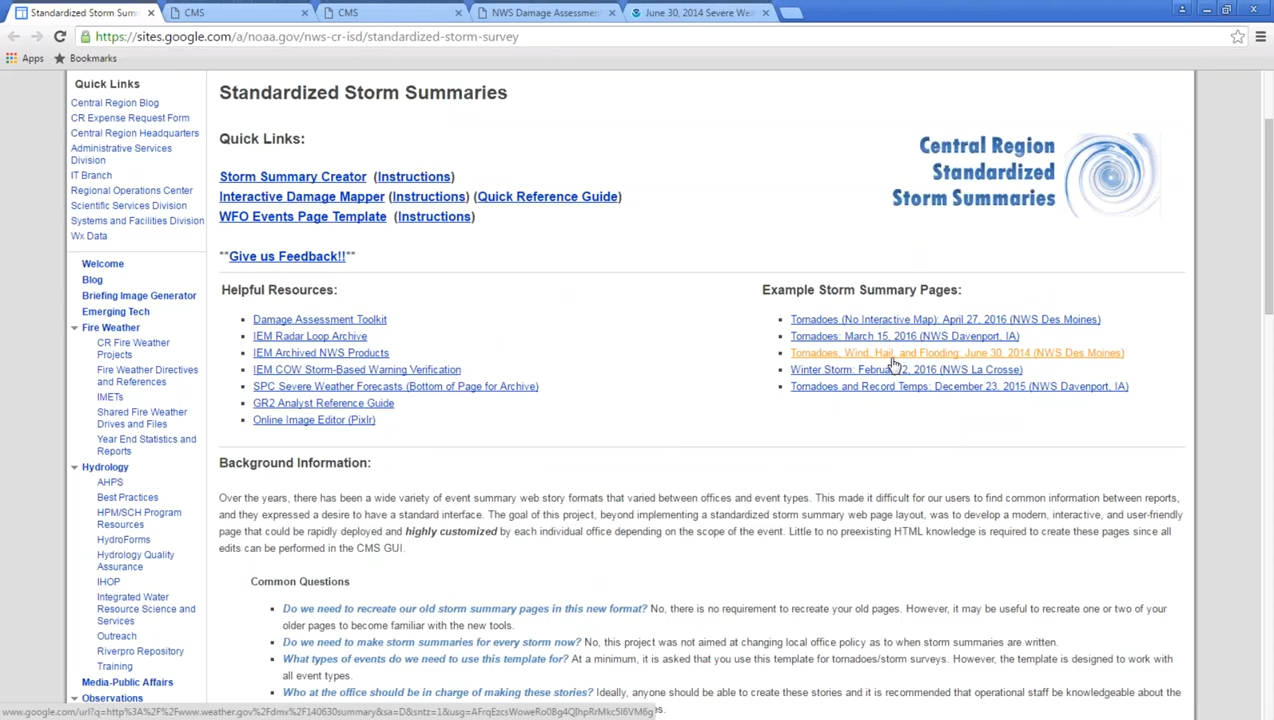 Standardized Storm Summ
CMS
CMS
NWS Damage Assessment
June 30, 2014 Severe Wea
https://sites.google.com/a/noaa.gov/nws-cr-isd/standardized-storm-survey
Apps
Bookmarks
Quick Links
Central Region Blog
CR Expense Request Form
Central Region Headquarters
Administrative Services
Division
IT Branch
Regional Operations Center
Scientific Services Division
Systems and Facilities Division
Wx Data
Welcome
Blog
Briefing Image Generator
Emerging Tech
Fire Weather
CR Fire Weather
Projects
Fire Weather Directives
and References
IMETs
Shared Fire Weather
Drives and Files
Year End Statistics and
Reports
Hydrology
AHPS
Best Practices
HPM/SCH Program
Resources
HydroForms
Hydrology Quality
Assurance
IHOP
Integrated Water
Resource Science and
Services
Outreach
Riverpro Repository
Training
Media-Public Affairs
Observations
Standardized Storm Summaries
Quick Links:
Storm Summary Creator (Instructions)
Interactive Damage Mapper (Instructions) (Quick Reference Guide)
WFO Events Page Template (Instructions)
**Give us Feedback!!**
Central Region
Standardized
Storm Summaries
Helpful Resources:
Damage Assessment Toolkit
IEM Radar Loop Archive
IEM Archived NWS Products
IEM COW Storm-Based Warning Verification
SPC Severe Weather Forecasts (Bottom of Page for Archive)
GR2 Analyst Reference Guide
Online Image Editor (Pixlr)
Example Storm Summary Pages:
Tornadoes (No Interactive Map): April 27, 2016 (NWS Des Moines)
Tornadoes: March 15, 2016 (NWS Davenport, IA)
Tornadoes, Wind, Hail, and Flooding: June 30, 2014 (NWS Des Moines)
Winter Storm: February 2, 2016 (NWS La Crosse)
Tornadoes and Record Temps: December 23, 2015 (NWS Davenport, IA)
Background Information:
Over the years, there has been a wide variety of event summary web story formats that varied between offices and event types. This made it difficult for our users to find common information between reports,
and they expressed a desire to have a standard interface. The goal of this project, beyond implementing a standardized storm summary web page layout, was to develop a modern, interactive, and user-friendly
page that could be rapidly deployed and highly customized by each individual office depending on the scope of the event. Little to no preexisting HTML knowledge is required to create these pages since all
edits can be performed in the CMS GUI.
Common Questions
Do we need to recreate our old storm summary pages in this new format? No, there is no requirement to recreate your old pages. However, it may be useful to recreate one or two of your
older pages to become familiar with the new tools.
Do we need to make storm summaries for every storm now? No, this project was not aimed at changing local office policy as to when storm summaries are written.
What types of events do we need to use this template for? At a minimum, it is asked that you use this template for tornadoes/storm surveys. However, the template is designed to work with
all event types.
Who at the office should be in charge of making these stories? Ideally, anyone should be able to create these stories and it is recommended that operational staff be knowledgeable about the